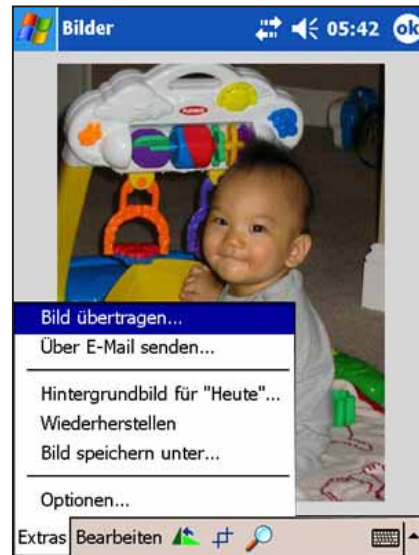 Bilder 05:42 ok
Bild übertragen...
Über E-Mail senden...
Hintergrundbild für "Heute"...
Wiederherstellen
Bild speichern unter...
Optionen...
Extras Bearbeiten